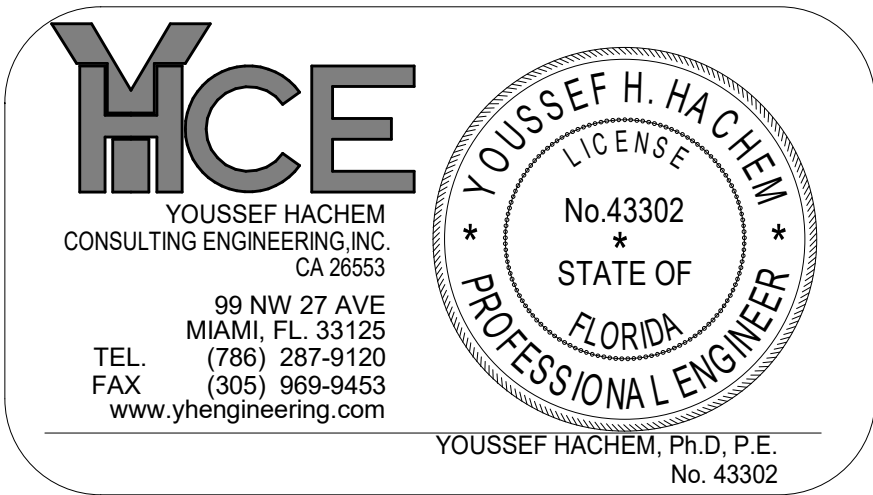 YHCE
YOUSSEF HACHEM
CONSULTING ENGINEERING,INC.
CA 26553
99 NW 27 AVE
MIAMI, FL. 33125
TEL. (786) 287-9120
FAX (305) 969-9453
www.yhengineering.com
YOUSSEF H. HACHEM
LICENSE
No.43302
*
STATE OF
FLORIDA
* PROFESSIONAL ENGINEER *
YOUSSEF HACHEM, Ph.D, P.E.
No. 43302